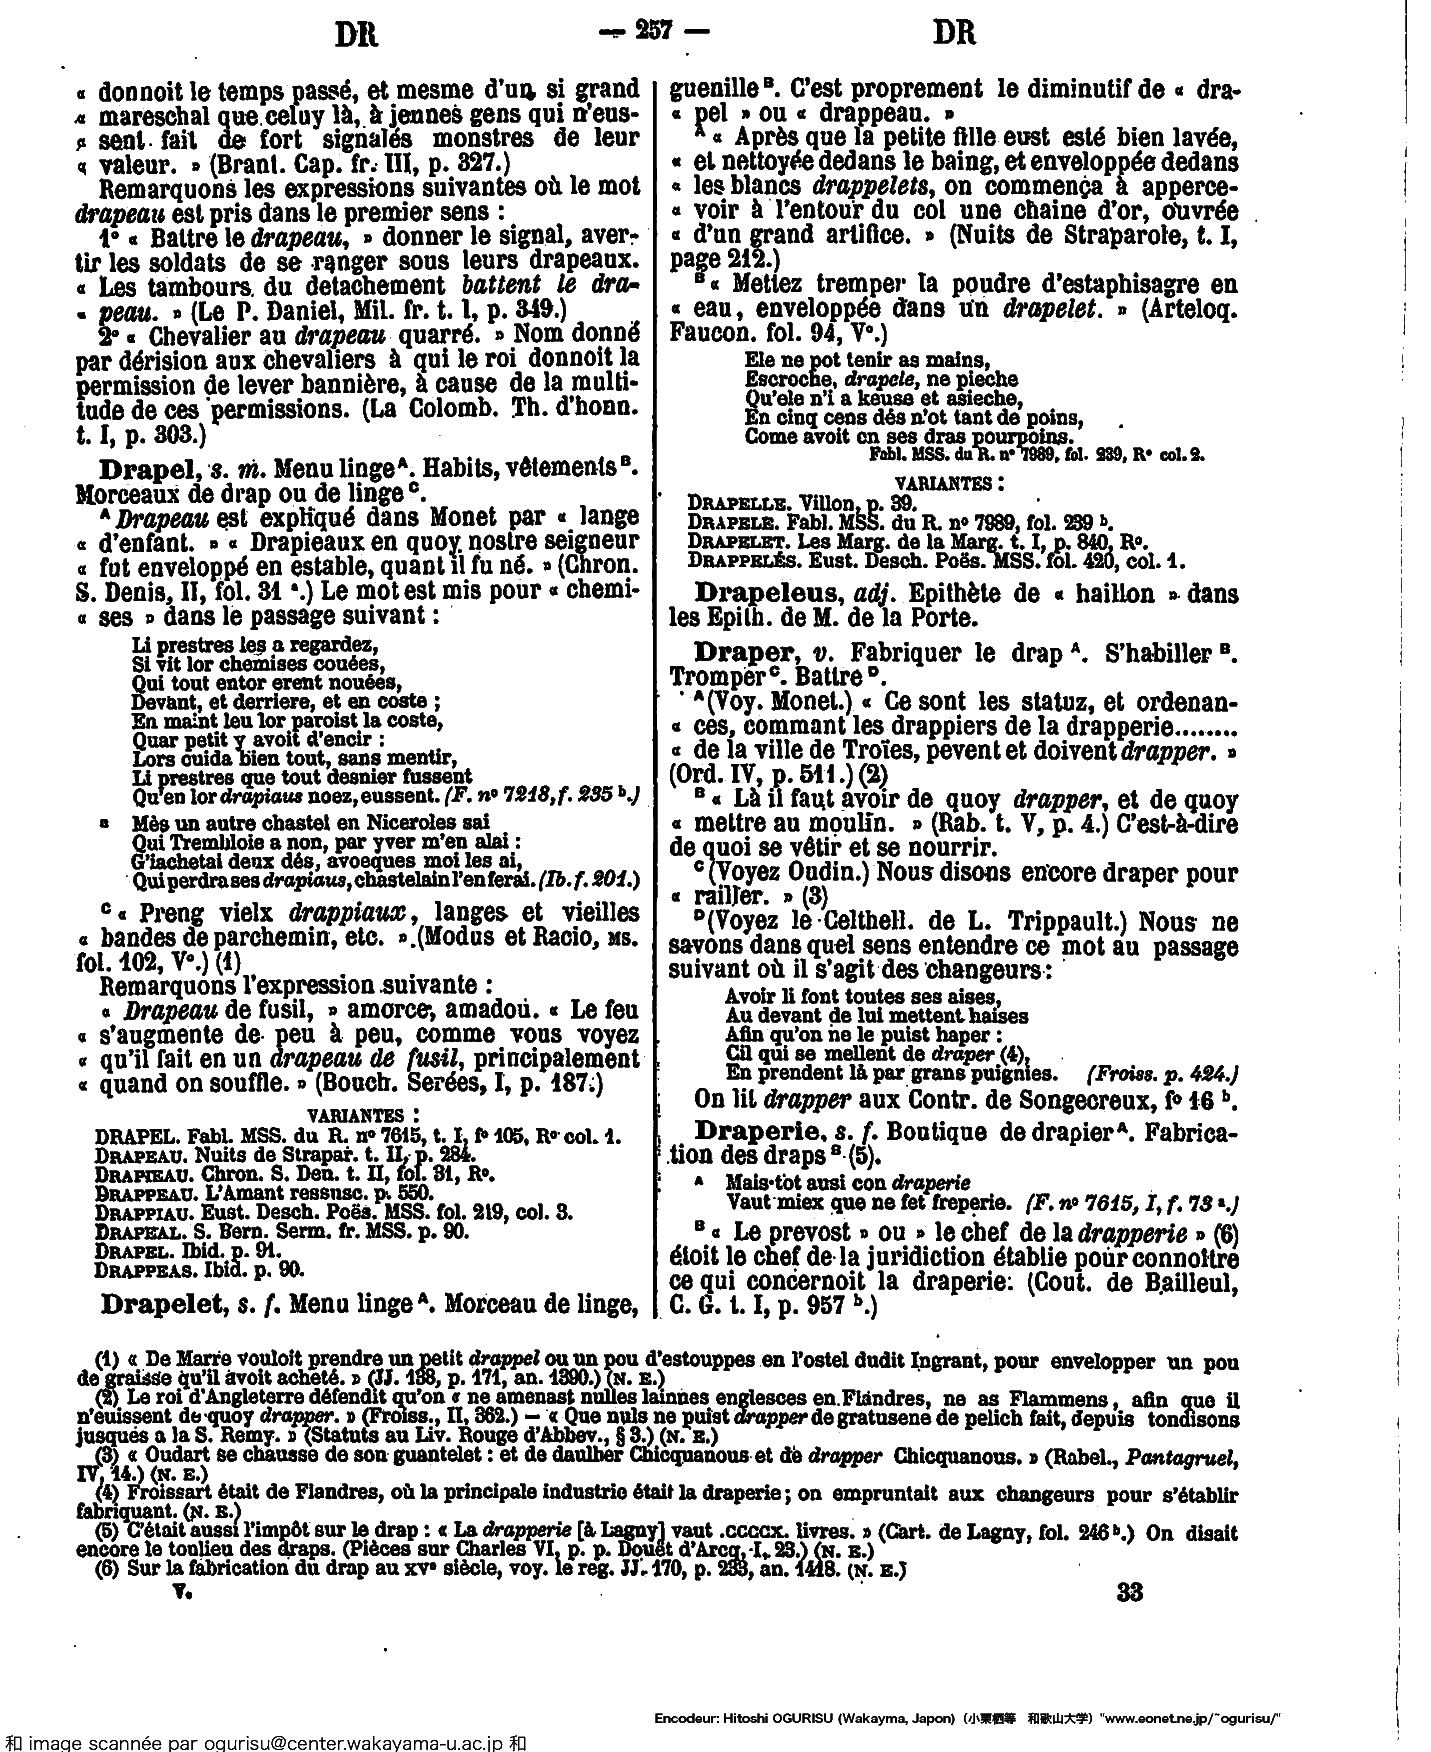 DR — 257 — DR
« donnoit le temps passé, et mesme d'un si grand
« mareschal que celuy là, à jennes gens qui n'eus-
« sent fait de fort signalés monstres de leur
« valeur. » (Brant. Cap. fr. III, p. 327.)
Remarquons les expressions suivantes où le mot
drapeau est pris dans le premier sens :
1° « Battre le drapeau, » donner le signal, aver-
tir les soldats de se ranger sous leurs drapeaux.
« Les tambours du detachement battent le dra-
« peau. » (Le P. Daniel, Mil. fr. t. I, p. 349.)
2° « Chevalier au drapeau quarré. » Nom donné
par dérision aux chevaliers à qui le roi donnoit la
permission de lever bannière, à cause de la multi-
tude de ces permissions. (La Colomb. Th. d'honn.
t. I, p. 303.)
Drapel, s. m. Menu linge A. Habits, vêtements B.
Morceaux de drap ou de linge C.
A Drapeau est expliqué dans Monet par « lange
« d'enfant. » « Drapieaux en quoy nostre seigneur
« fut enveloppé en estable, quant il fu né. » (Chron.
S. Denis, II, fol. 31 a.) Le mot est mis pour « chemi-
« ses » dans le passage suivant :
Li prestres les a regardez,
Si vit lor chemises couées,
Qui tout entor erent nouées,
Devant, et derriere, et en coste ;
En maint leu lor paroist la coste,
Quar petit y avoit d'encir :
Lors cuida bien tout, sans mentir,
Li prestres que tout desnier fussent
Qu'en lor drapiaus noez, eussent. (F. n° 7218, f. 235 b.)
B Mès un autre chastel en Niceroles sai
Qui Trembloie a non, par yver m'en alai :
G'iachetai deux dés, avoeques moi les ai,
Qui perdra ses drapiaus, chastelain l'en ferai. (Ib. f. 201.)
C « Preng vielx drappiaux, langes et vieilles
« bandes de parchemin, etc. » (Modus et Racio, MS.
fol. 102, V°.) (1)
Remarquons l'expression suivante :
« Drapeau de fusil, » amorce, amadou. « Le feu
« s'augmente de peu à peu, comme vous voyez
« qu'il fait en un drapeau de fusil, principalement
« quand on souffle. » (Bouch. Serées, I, p. 187.)
VARIANTES :
DRAPEL. Fabl. MSS. du R. n° 7615, t. I, f° 105, R° col. 1.
DRAPEAU. Nuits de Strapar. t. II, p. 284.
DRAPIEAU. Chron. S. Den. t. II, fol. 31, R°.
DRAPPEAU. L'Amant ressusc. p. 550.
DRAPPIAU. Eust. Desch. Poës. MSS. fol. 219, col. 3.
DRAPEAL. S. Bern. Serm. fr. MSS. p. 90.
DRAPEL. Ibid. p. 91.
DRAPPEAS. Ibid. p. 90.
Drapelet, s. f. Menu linge A. Morceau de linge,
guenille B. C'est proprement le diminutif de « dra-
« pel » ou « drappeau. »
A « Après que la petite fille eust esté bien lavée,
« et nettoyée dedans le baing, et enveloppée dedans
« les blancs drappelets, on commença à apperce-
« voir à l'entour du col une chaine d'or, ouvrée
« d'un grand artifice. » (Nuits de Straparole, t. I,
page 212.)
B « Mettez tremper la poudre d'estaphisagre en
« eau, enveloppée dans un drapelet. » (Arteloq.
Faucon. fol. 94, V°.)
Ele ne pot tenir as mains,
Escroche, drapele, ne pieche
Qu'ele n'i a keuse et asieche,
En cinq cens dés n'ot tant de poins,
Come avoit en ses dras pourpoins.
Fabl. MSS. du R. n° 7989, fol. 239, R° col. 2.
VARIANTES :
DRAPELLE. Villon, p. 39.
DRAPELE. Fabl. MSS. du R. n° 7989, fol. 239 b.
DRAPELET. Les Marg. de la Marg. t. I, p. 840, R°.
DRAPPELÉS. Eust. Desch. Poës. MSS. fol. 420, col. 1.
Drapeleus, adj. Epithète de « haillon » dans
les Epith. de M. de la Porte.
Draper, v. Fabriquer le drap A. S'habiller B.
Tromper C. Battre D.
A (Voy. Monet.) « Ce sont les statuz, et ordenan-
« ces, commant les drappiers de la drapperie........
« de la ville de Troïes, pevent et doivent drapper. »
(Ord. IV, p. 511.) (2)
B « Là il faut avoir de quoy drapper, et de quoy
« mettre au moulin. » (Rab. t. V, p. 4.) C'est-à-dire
de quoi se vêtir et se nourrir.
C (Voyez Oudin.) Nous disons encore draper pour
« railler. » (3)
D (Voyez le Celthell. de L. Trippault.) Nous ne
savons dans quel sens entendre ce mot au passage
suivant où il s'agit des changeurs :
Avoir li font toutes ses aises,
Au devant de lui mettent haises
Afin qu'on ne le puist haper :
Cil qui se mellent de draper (4),
En prendent là par grans puignies. (Froiss. p. 424.)
On lit drapper aux Contr. de Songecreux, f° 16 b.
Draperie, s. f. Boutique de drapier A. Fabrica-
tion des draps B (5).
A Mais tot ausi con draperie
Vaut miex que ne fet freperie. (F. n° 7615, I, f. 73 a.)
B « Le prevost » ou » le chef de la drapperie » (6)
étoit le chef de la juridiction établie pour connoître
ce qui concernoit la draperie. (Cout. de Bailleul,
C. G. t. I, p. 957 b.)
(1) « De Marre vouloit prendre un petit drappel ou un pou d'estouppes en l'ostel dudit Ingrant, pour envelopper un pou
de graisse qu'il avoit acheté. » (JJ. 138, p. 171, an. 1390.) (N. E.)
(2) Le roi d'Angleterre défendit qu'on « ne amenast nulles lainnes englesces en Flandres, ne as Flammens, afin que il
n'euissent de quoy drapper. » (Froiss., II, 362.) — « Que nuls ne puist drapper de gratusene de pelich fait, depuis tondisons
jusques a la S. Remy. » (Statuts au Liv. Rouge d'Abbev., § 3.) (N. E.)
(3) « Oudart se chausse de son guantelet : et de daulber Chicquanous et de drapper Chicquanous. » (Rabel., Pantagruel,
IV, 14.) (N. E.)
(4) Froissart était de Flandres, où la principale industrie était la draperie ; on empruntait aux changeurs pour s'établir
fabriquant. (N. E.)
(5) C'était aussi l'impôt sur le drap : « La drapperie [à Lagny] vaut .CCCCX. livres. » (Cart. de Lagny, fol. 246 b.) On disait
encore le tonlieu des draps. (Pièces sur Charles VI, p. p. Douët d'Arcq, I, 23.) (N. E.)
(6) Sur la fabrication du drap au XVe siècle, voy. le reg. JJ. 170, p. 233, an. 1418. (N. E.)
V. 33
Encodeur: Hitoshi OGURISU (Wakayma, Japon) (小栗栖等 和歌山大学) "www.eonet.ne.jp/~ogurisu/"
和 image scannée par ogurisu@center.wakayama-u.ac.jp 和